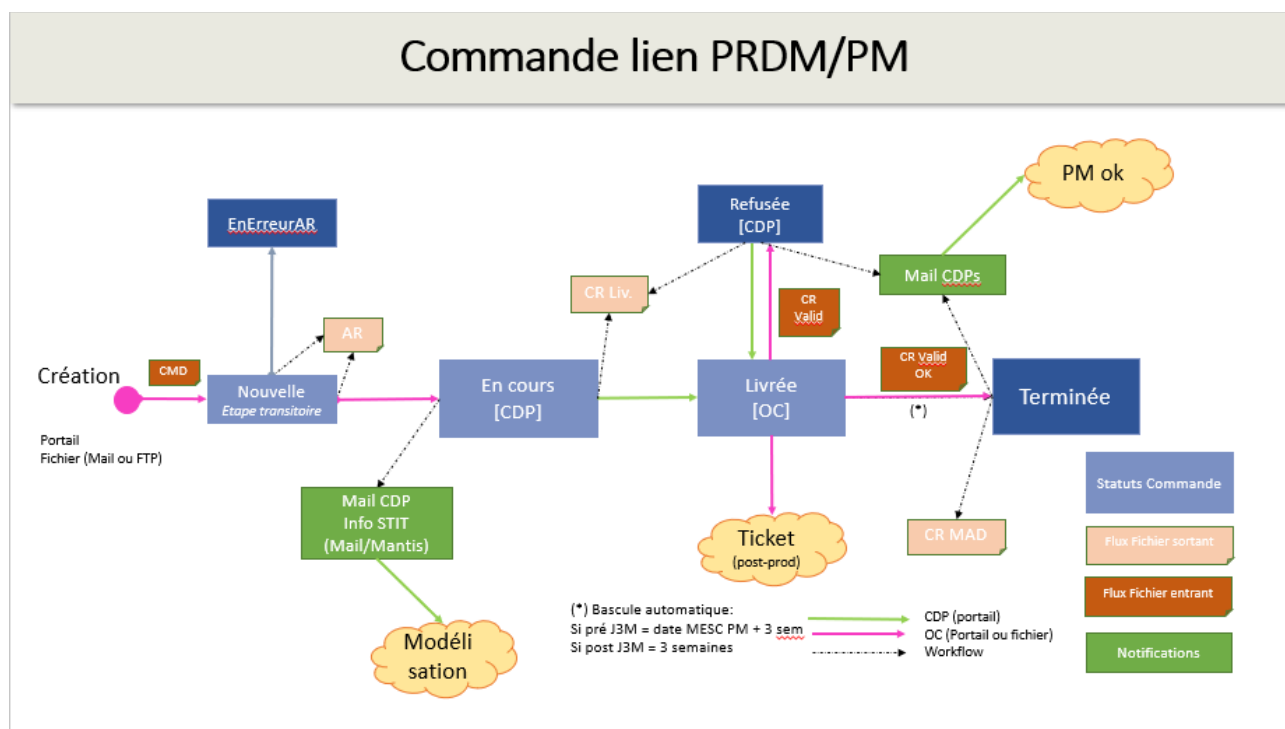 Commande lien PRDM/PM
PM ok
EnErreurAR
Refusée
[CDP]
Mail CDPs
CR Liv.
CR
Valid
AR
Création
CMD
Nouvelle
Etape transitoire
En cours
[CDP]
Livrée
[OC]
CR Valid
OK
(*)
Terminée
Portail
Fichier (Mail ou FTP)
Statuts Commande
Mail CDP
Info STIT
(Mail/Mantis)
Ticket
(post-prod)
CR MAD
Flux Fichier sortant
Flux Fichier entrant
Modéli
sation
(*) Bascule automatique:
Si pré J3M = date MESC PM + 3 sem
Si post J3M = 3 semaines
CDP (portail)
OC (Portail ou fichier)
Workflow
Notifications